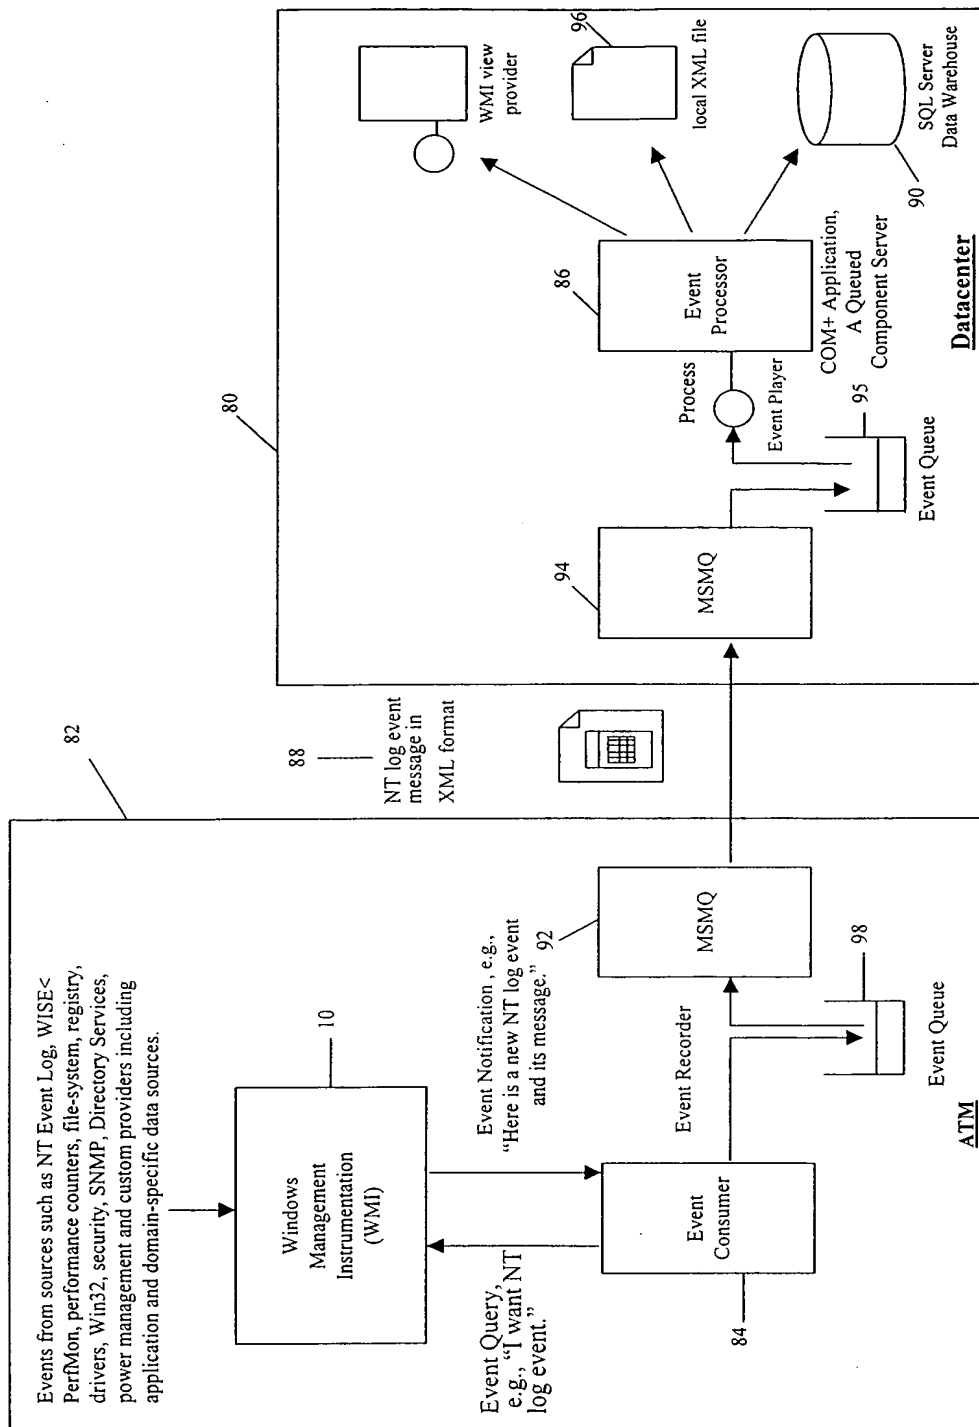 Events from sources such as NT Event Log, WISE<
PerfMon, performance counters, file-system, registry,
drivers, Win32, security, SNMP, Directory Services,
power management and custom providers including
application and domain-specific data sources.
82
10
Windows
Management
Instrumentation
(WMI)
Event Query,
e.g., "I want NT
log event."
Event Notification , e.g.,
"Here is a new NT log event
and its message."
84
Event
Consumer
Event Recorder
92
MSMQ
98
Event Queue
ATM
88
NT log event
message in
XML format
80
94
MSMQ
95
Event Queue
Process
Event Player
86
Event
Processor
COM+ Application,
A Queued
Component Server
WMI view
provider
96
local XML file
90
SQL Server
Data Warehouse
Datacenter